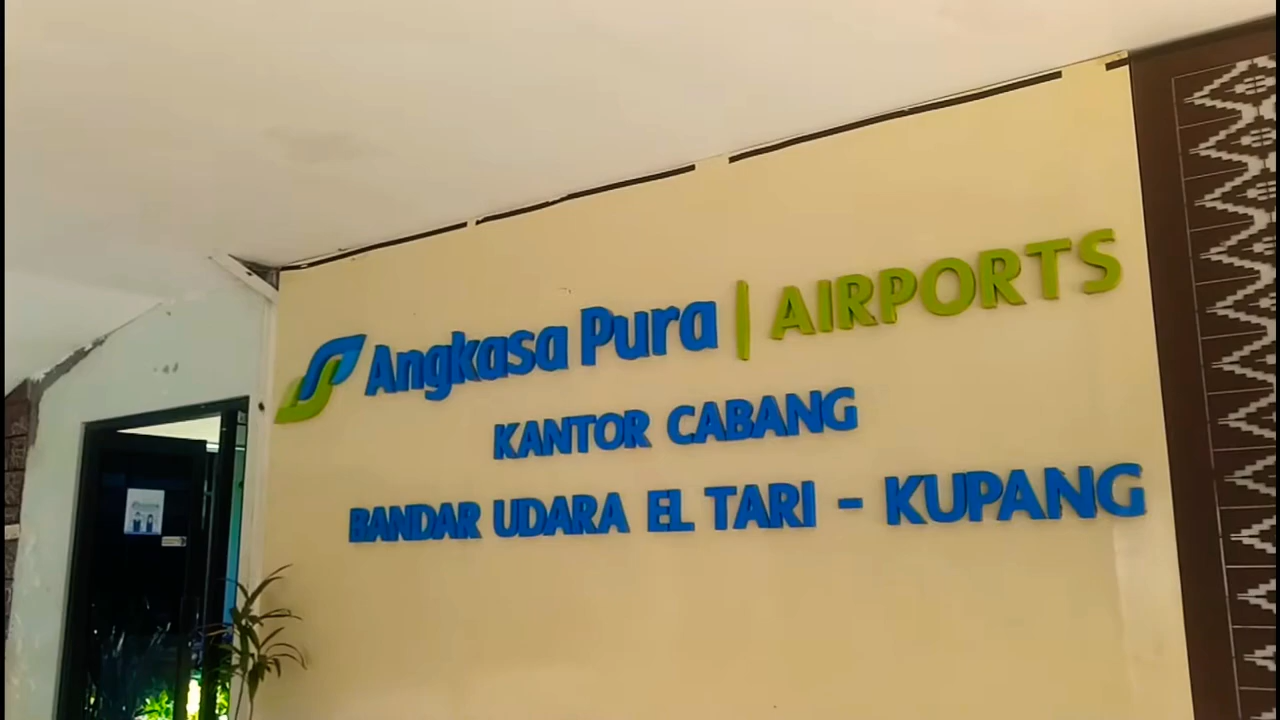 Angkasa Pura | AIRPORTS
KANTOR CABANG
BANDAR UDARA EL TARI - KUPANG